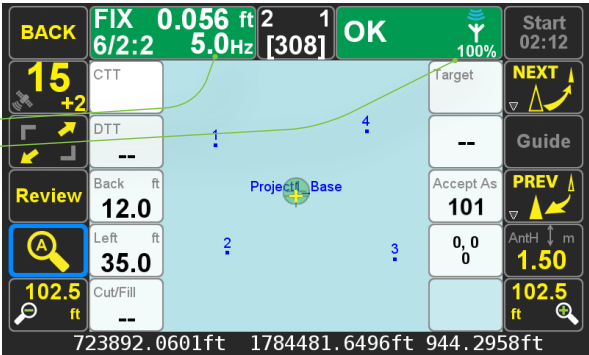 BACK
FIX 0.056 ft
6/2:2 5.0Hz
2 1
[308]
OK
100%
Start
02:12
15
+2
CTT
Target
NEXT
DTT
--
1
4
--
Guide
Review
Back ft
12.0
Project1_Base
Accept As
101
PREV
A
Left ft
35.0
2
3
0, 0
0
AntH m
1.50
102.5
ft
Cut/Fill
--
102.5
ft
723892.0601ft 1784481.6496ft 944.2958ft